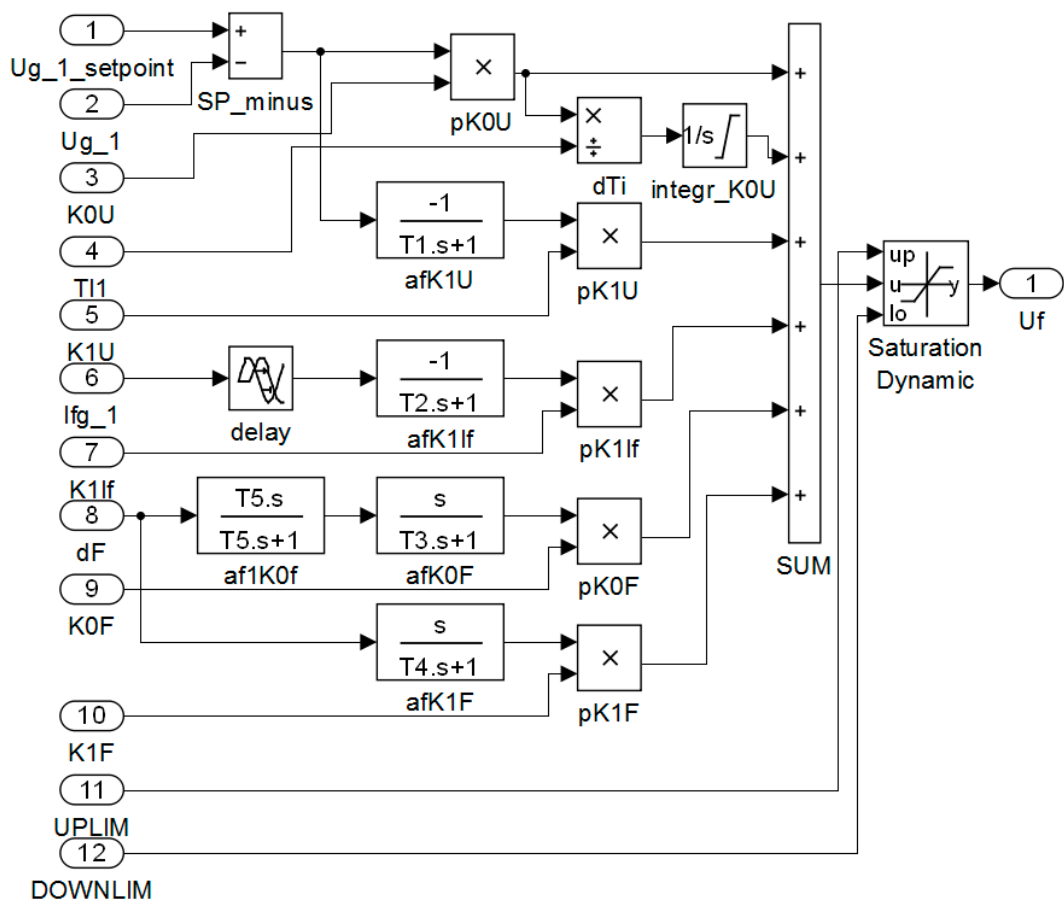 1
Ug_1_setpoint
+
−
SP_minus
2
Ug_1
3
K0U
4
TI1
5
K1U
6
Ifg_1
7
K1If
8
dF
9
K0F
10
K1F
11
UPLIM
12
DOWNLIM
×
pK0U
×
÷
dTi
1/s
integr_K0U
-1
T1.s+1
afK1U
×
pK1U
delay
-1
T2.s+1
afK1If
×
pK1If
T5.s
T5.s+1
af1K0f
s
T3.s+1
afK0F
×
pK0F
s
T4.s+1
afK1F
×
pK1F
+
+
+
+
+
+
SUM
up
u
y
lo
Saturation
Dynamic
1
Uf